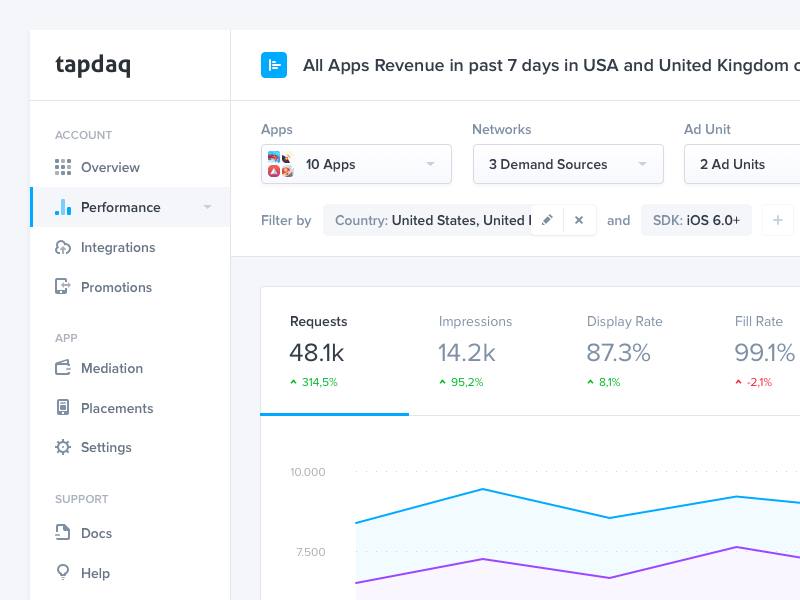 tapdaq
All Apps Revenue in past 7 days in USA and United Kingdom
ACCOUNT
Overview
Performance
Integrations
Promotions
APP
Mediation
Placements
Settings
SUPPORT
Docs
Help
Apps
Networks
Ad Unit
10 Apps
3 Demand Sources
2 Ad Units
Filter by
Country: United States, United
and
SDK: iOS 6.0+
Requests
Impressions
Display Rate
Fill Rate
48.1k
14.2k
87.3%
99.1%
314,5%
95,2%
8,1%
-2,1%
10.000
7.500